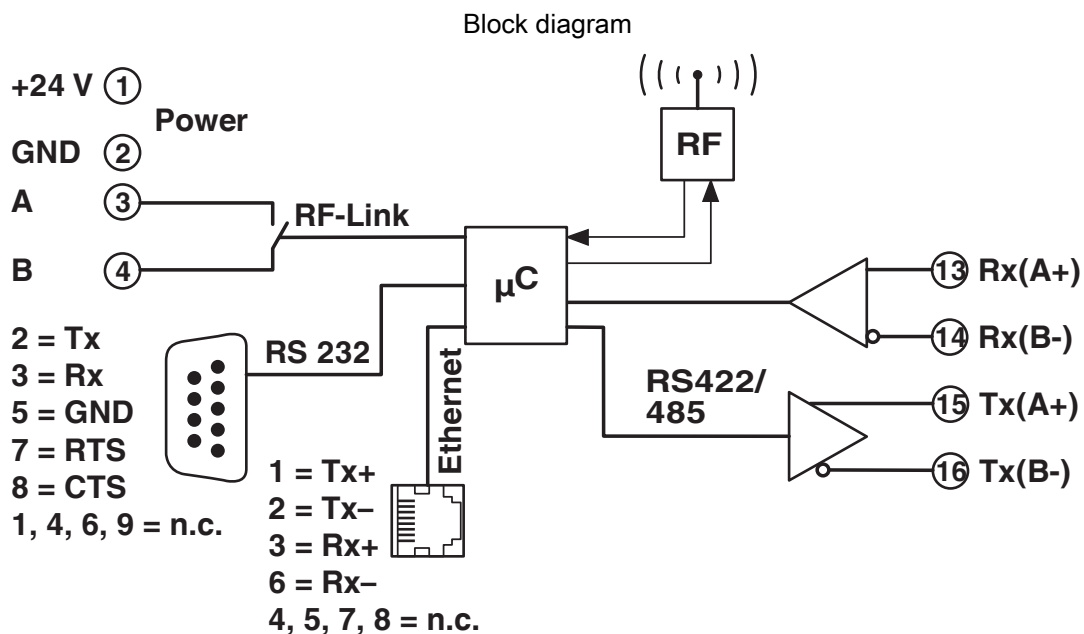 Block diagram
+24 V 1
Power
GND 2
A 3
RF-Link
B 4
RF
µC
13 Rx(A+)
14 Rx(B-)
RS422/
485
15 Tx(A+)
16 Tx(B-)
RS 232
2 = Tx
3 = Rx
5 = GND
7 = RTS
8 = CTS
1, 4, 6, 9 = n.c.
Ethernet
1 = Tx+
2 = Tx–
3 = Rx+
6 = Rx–
4, 5, 7, 8 = n.c.